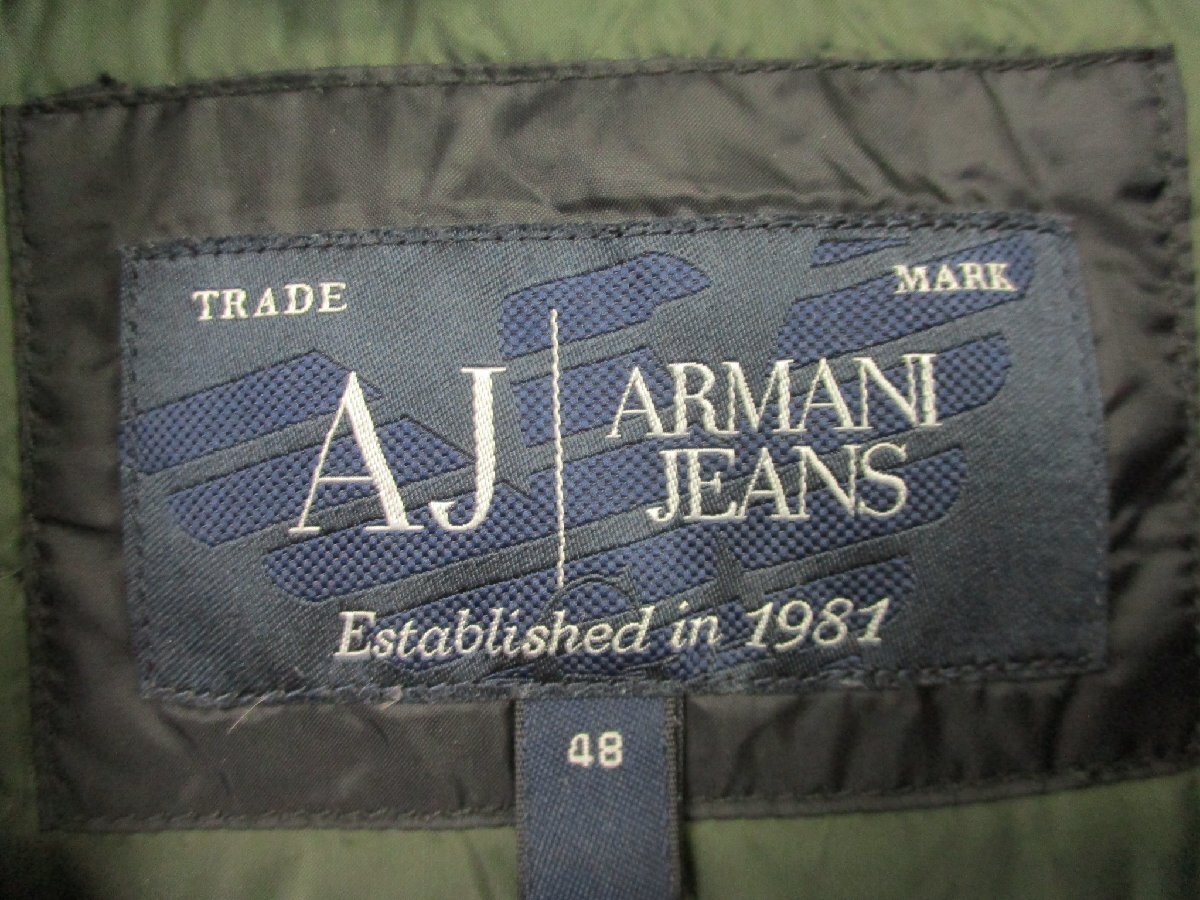 TRADE MARK
AJ ARMANI
JEANS
Established in 1981
48